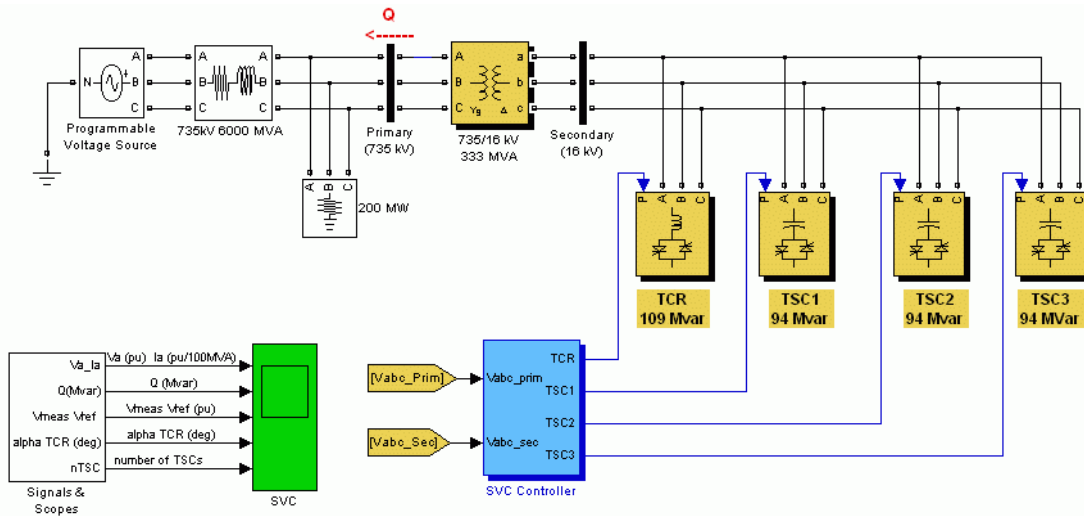 Q
<------
N
A
B
C
Programmable
Voltage Source
A
B
C
A
B
C
735kV 6000 MVA
A B C
200 MW
Primary
(735 kV)
A
B
C
Yg
Δ
a
b
c
735/16 kV
333 MVA
Secondary
(16 kV)
P A B C
TCR
109 Mvar
P A B C
TSC1
94 Mvar
P A B C
TSC2
94 Mvar
P A B C
TSC3
94 MVar
Va_Ia
Q(Mvar)
Vmeas Vref
alpha TCR (deg)
nTSC
Signals &
Scopes
Va (pu) Ia (pu/100MVA)
Q (Mvar)
Vmeas Vref (pu)
alpha TCR (deg)
number of TSCs
SVC
[Vabc_Prim]
[Vabc_Sec]
Vabc_prim
Vabc_sec
TCR
TSC1
TSC2
TSC3
SVC Controller